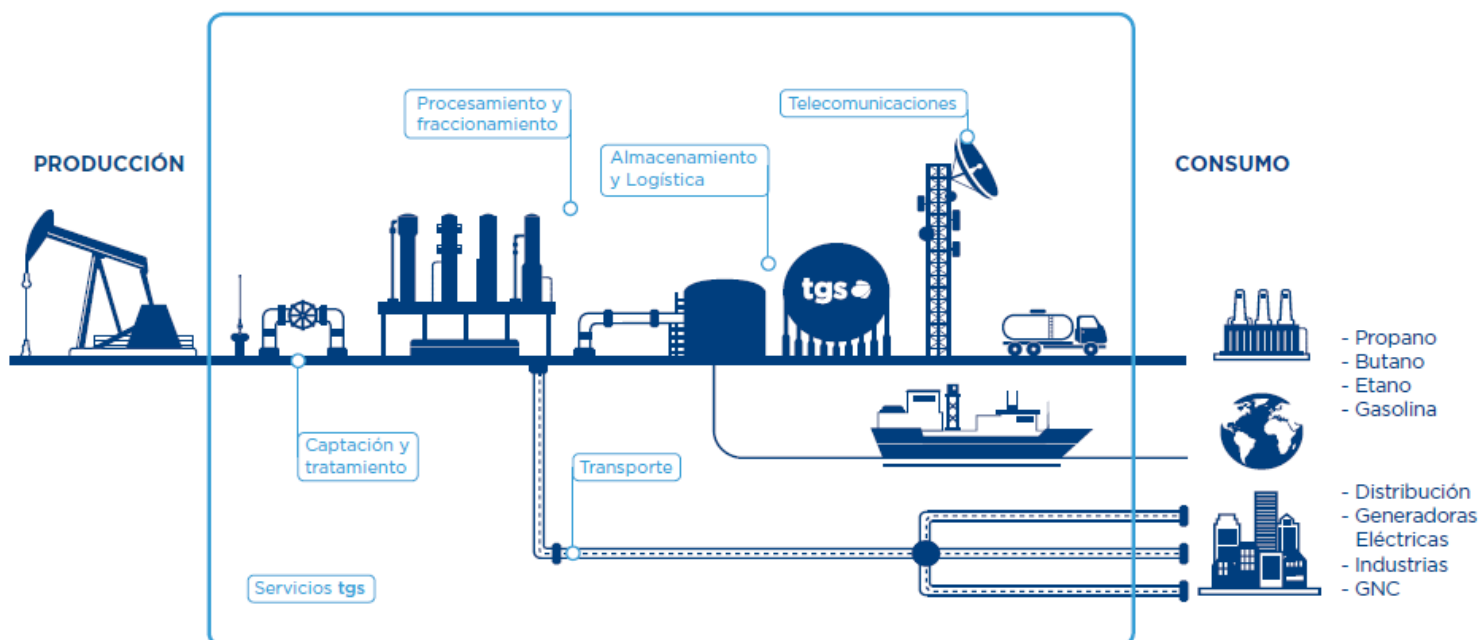 PRODUCCIÓN
Procesamiento y
fraccionamiento
Almacenamiento
y Logística
Telecomunicaciones
CONSUMO
tgs
Captación y
tratamiento
Transporte
Servicios tgs
- Propano
- Butano
- Etano
- Gasolina
- Distribución
- Generadoras
Eléctricas
- Industrias
- GNC